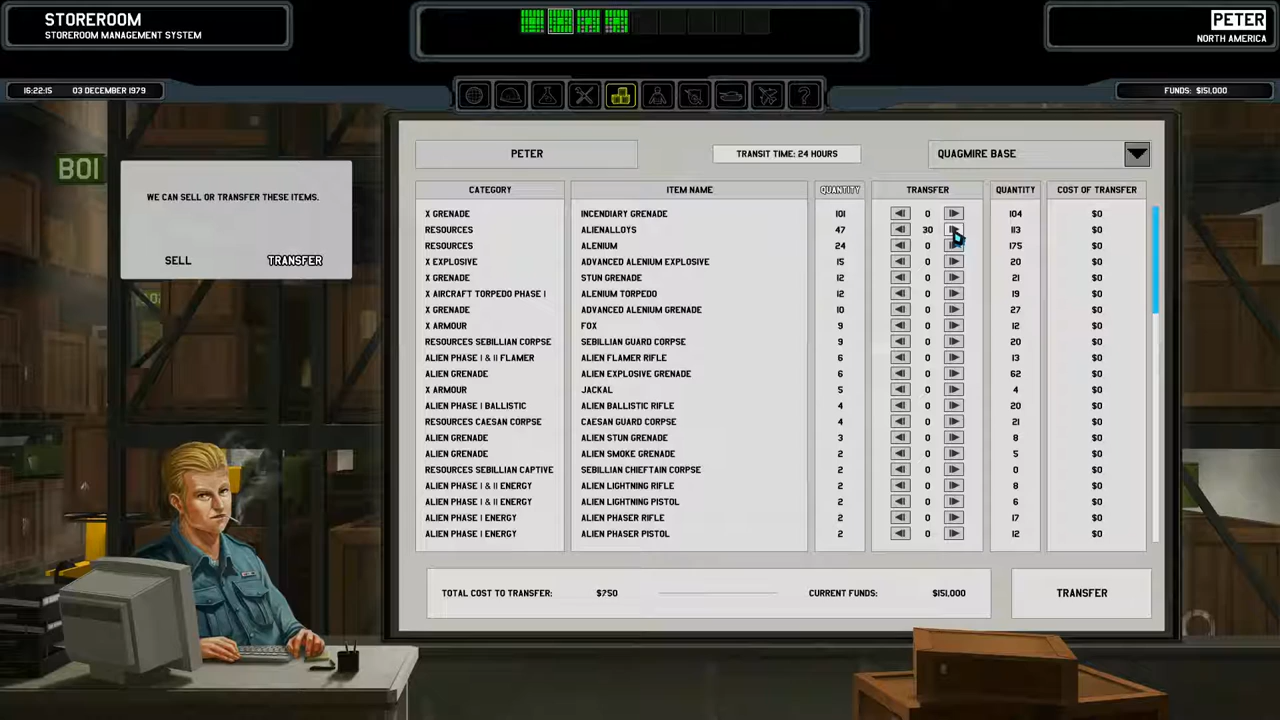 STOREROOM
STOREROOM MANAGEMENT SYSTEM
PETER
NORTH AMERICA
16:22:15 03 DECEMBER 1979
FUNDS: $151,000
B01
WE CAN SELL OR TRANSFER THESE ITEMS.
SELL TRANSFER
PETER TRANSIT TIME: 24 HOURS QUAGMIRE BASE
CATEGORY ITEM NAME QUANTITY TRANSFER QUANTITY COST OF TRANSFER
X GRENADE INCENDIARY GRENADE 101 0 104 $0
RESOURCES ALIENALLOYS 47 30 113 $0
RESOURCES ALENIUM 24 0 175 $0
X EXPLOSIVE ADVANCED ALENIUM EXPLOSIVE 15 0 20 $0
X GRENADE STUN GRENADE 12 0 21 $0
X AIRCRAFT TORPEDO PHASE I ALENIUM TORPEDO 12 0 19 $0
X GRENADE ADVANCED ALENIUM GRENADE 10 0 27 $0
X ARMOUR FOX 9 0 12 $0
RESOURCES SEBILLIAN CORPSE SEBILLIAN GUARD CORPSE 9 0 20 $0
ALIEN PHASE I & II FLAMER ALIEN FLAMER RIFLE 6 0 13 $0
ALIEN GRENADE ALIEN EXPLOSIVE GRENADE 6 0 62 $0
X ARMOUR JACKAL 5 0 4 $0
ALIEN PHASE I BALLISTIC ALIEN BALLISTIC RIFLE 4 0 20 $0
RESOURCES CAESAN CORPSE CAESAN GUARD CORPSE 4 0 21 $0
ALIEN GRENADE ALIEN STUN GRENADE 3 0 8 $0
ALIEN GRENADE ALIEN SMOKE GRENADE 2 0 5 $0
RESOURCES SEBILLIAN CAPTIVE SEBILLIAN CHIEFTAIN CORPSE 2 0 0 $0
ALIEN PHASE I & II ENERGY ALIEN LIGHTNING RIFLE 2 0 8 $0
ALIEN PHASE I & II ENERGY ALIEN LIGHTNING PISTOL 2 0 6 $0
ALIEN PHASE I ENERGY ALIEN PHASER RIFLE 2 0 17 $0
ALIEN PHASE I ENERGY ALIEN PHASER PISTOL 2 0 12 $0
TOTAL COST TO TRANSFER: $750 CURRENT FUNDS: $151,000 TRANSFER